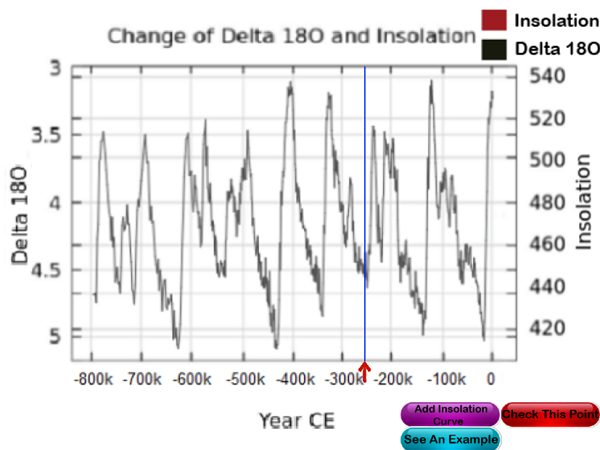 Change of Delta 18O and Insolation
Insolation
Delta 18O
3
3.5
4
4.5
5
Delta 18O
540
520
500
480
460
440
420
Insolation
-800k -700k -600k -500k -400k -300k -200k -100k 0
Year CE
Add Insolation
Curve
Check This Point
See An Example